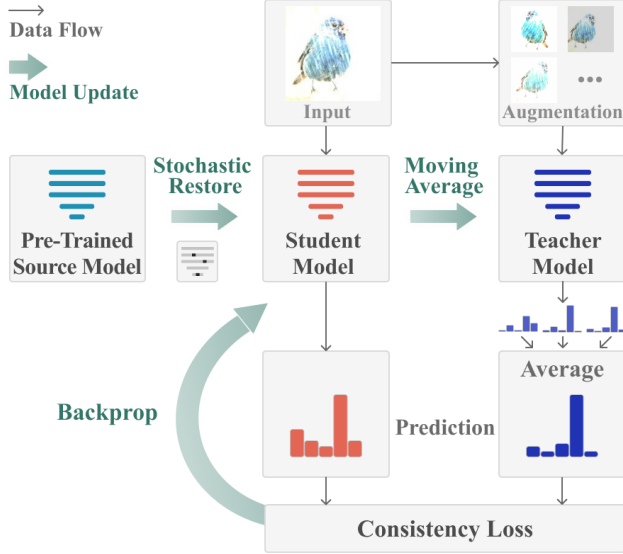 Data Flow
Model Update
Input
Augmentation
Pre-Trained
Source Model
Stochastic
Restore
Student
Model
Moving
Average
Teacher
Model
Backprop
Prediction
Average
Consistency Loss